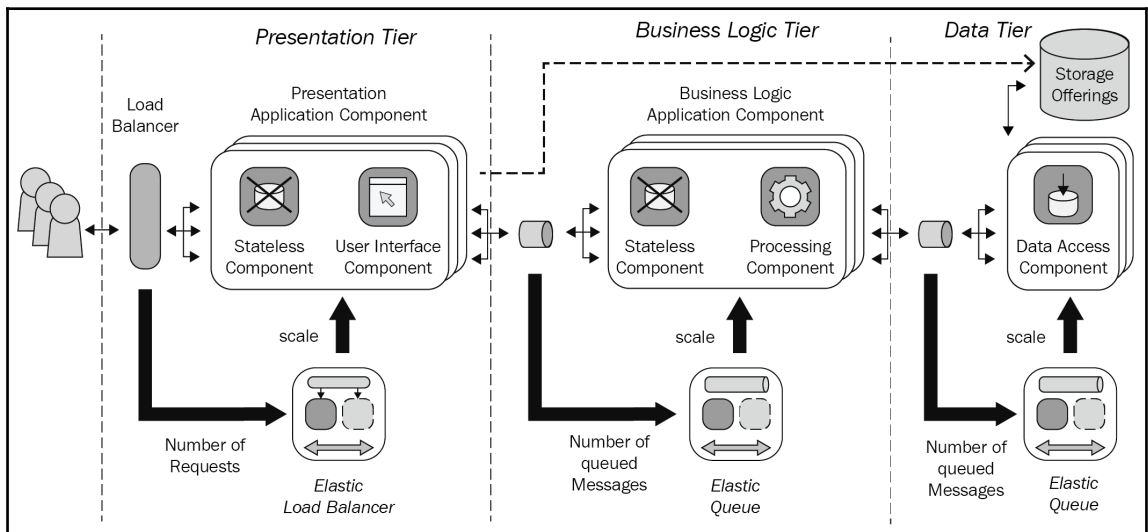 Presentation Tier
Business Logic Tier
Data Tier
Storage
Offerings
Load
Balancer
Presentation
Application Component
Business Logic
Application Component
Stateless
Component
User Interface
Component
Stateless
Component
Processing
Component
Data Access
Component
scale
scale
scale
Number of
Requests
Elastic
Load Balancer
Number of
queued
Messages
Elastic
Queue
Number of
queued
Messages
Elastic
Queue